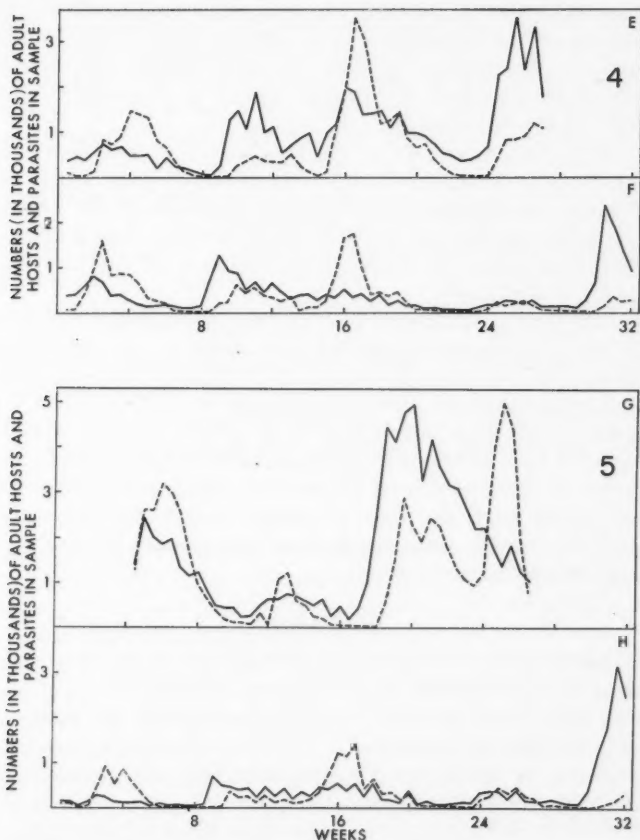 NUMBERS (IN THOUSANDS) OF ADULT
HOSTS AND PARASITES IN SAMPLE
3
1
E
4
2
1
F
8
16
24
32
NUMBERS (IN THOUSANDS) OF ADULT HOSTS AND
PARASITES IN SAMPLE
5
3
1
G
5
3
1
H
8
16
24
32
WEEKS